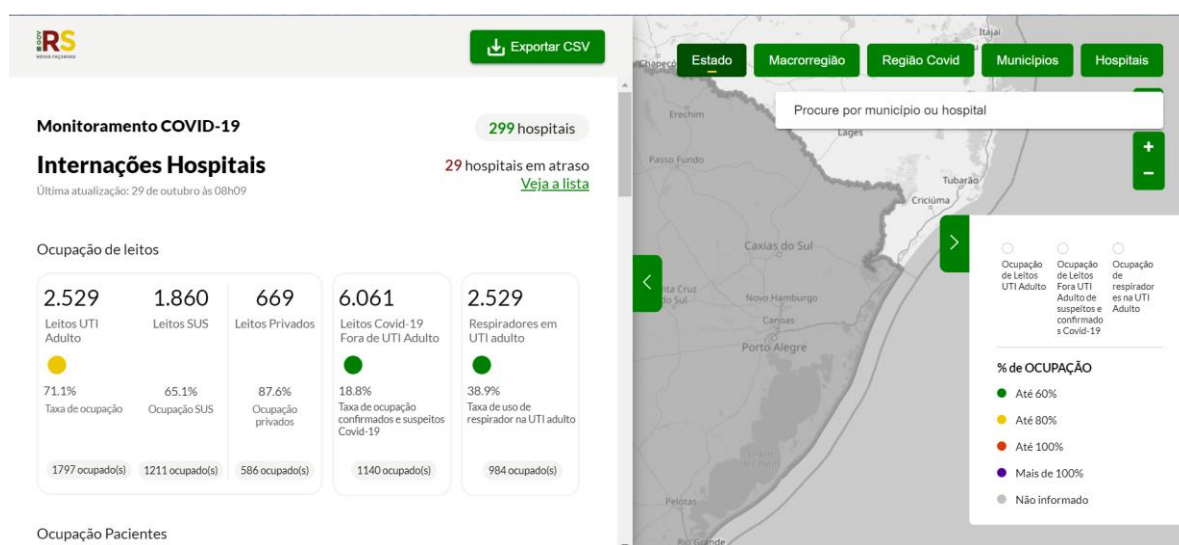 GOV
RS
NOVAS FAÇANHAS
Exportar CSV
Monitoramento COVID-19
299 hospitais
Internações Hospitais
29 hospitais em atraso
Veja a lista
Última atualização: 29 de outubro às 08h09
Ocupação de leitos
2.529
Leitos UTI
Adulto
71.1%
Taxa de ocupação
1797 ocupado(s)
1.860
Leitos SUS
65.1%
Ocupação SUS
1211 ocupado(s)
669
Leitos Privados
87.6%
Ocupação
privados
586 ocupado(s)
6.061
Leitos Covid-19
Fora de UTI Adulto
18.8%
Taxa de ocupação
confirmados e suspeitos
Covid-19
1140 ocupado(s)
2.529
Respiradores em
UTI adulto
38.9%
Taxa de uso de
respirador na UTI adulto
984 ocupado(s)
Ocupação Pacientes
Estado
Macrorregião
Região Covid
Municípios
Hospitais
Procure por município ou hospital
+
−
Itajaí
Chapecó
Erechim
Lages
Passo Fundo
Tubarão
Criciúma
Caxias do Sul
Novo Hamburgo
Canoas
Porto Alegre
Pelotas
Rio Grande
Ocupação
de Leitos
UTI Adulto
Ocupação
de Leitos
Fora UTI
Adulto de
suspeitos e
confirmado
s Covid-19
Ocupação
de
respirador
es na UTI
Adulto
% de OCUPAÇÃO
Até 60%
Até 80%
Até 100%
Mais de 100%
Não informado